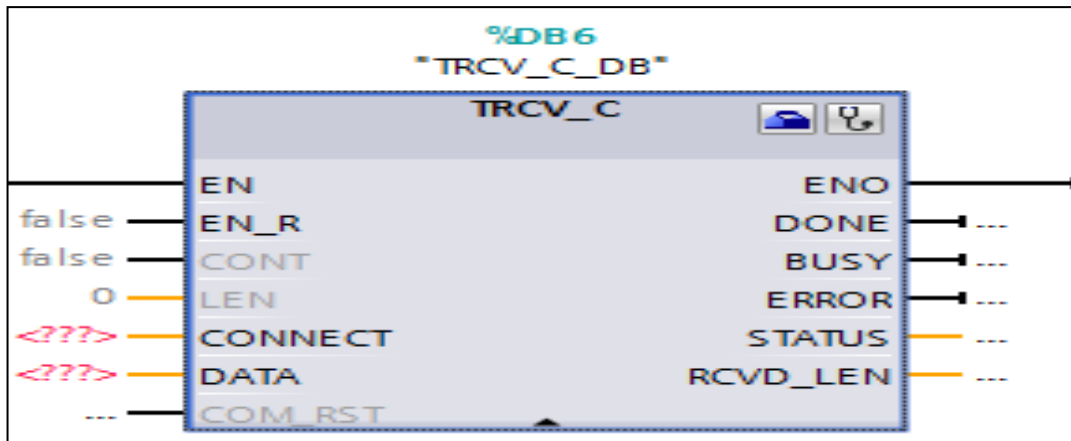 %DB6
"TRCV_C_DB"
TRCV_C
EN ENO
false EN_R DONE ...
false CONT BUSY ...
0 LEN ERROR ...
<???> CONNECT STATUS ...
<???> DATA RCVD_LEN ...
... COM_RST